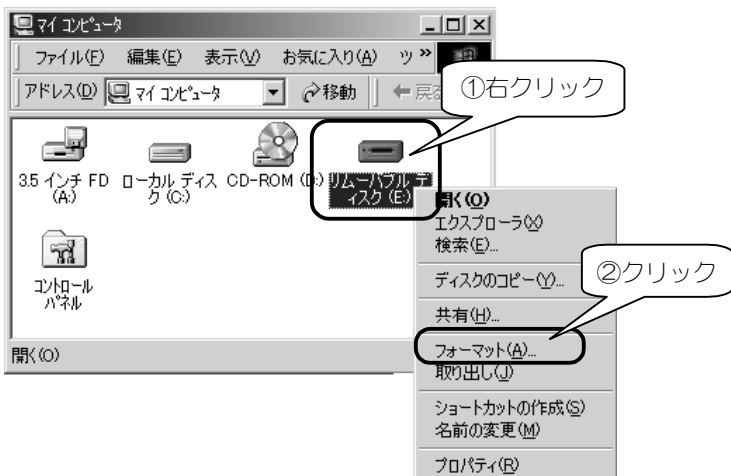 マイ コンピュータ
ファイル(F) 編集(E) 表示(V) お気に入り(A) ツ »
アドレス(D) マイ コンピュータ 移動 戻る
①右クリック
3.5 インチ FD (A:)
ローカル ディスク (C:)
CD-ROM (D:)
リムーバブル ディスク (E:)
コントロール パネル
開く(O)
開く(O)
エクスプローラ(X)
検索(E)...
ディスクのコピー(Y)...
②クリック
共有(H)...
フォーマット(A)...
取り出し(J)
ショートカットの作成(S)
名前の変更(M)
プロパティ(R)